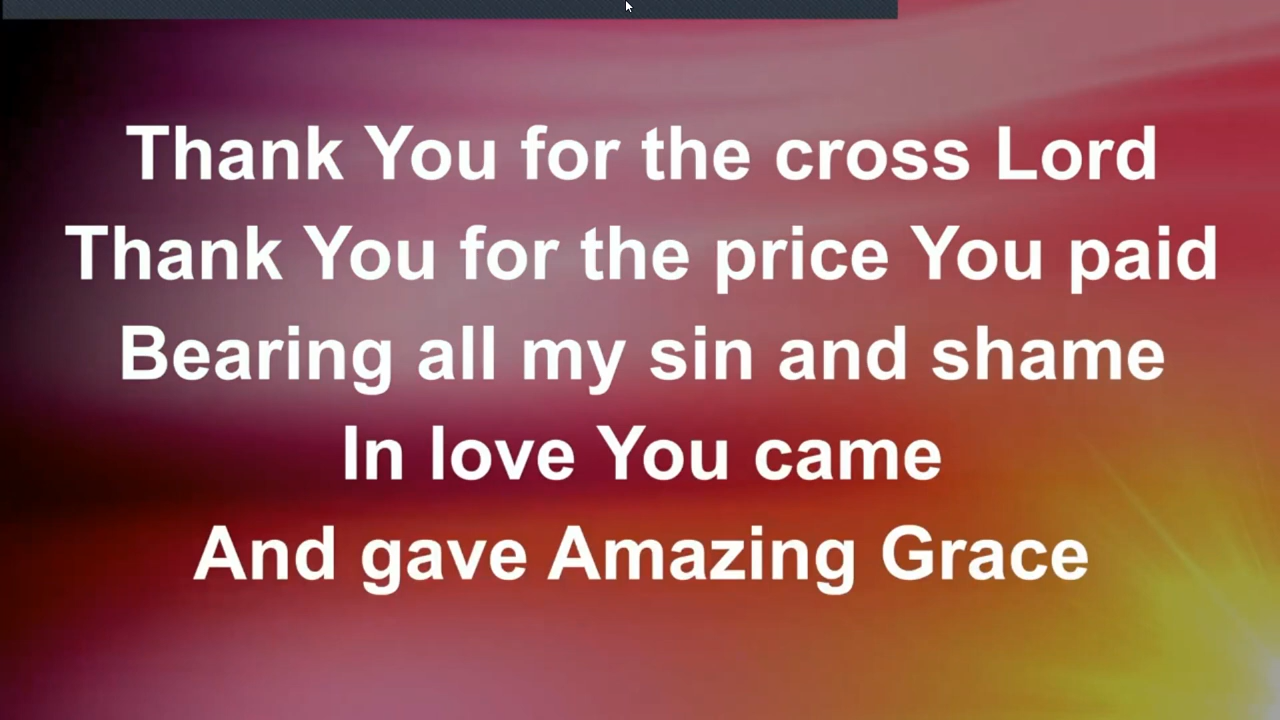 Thank You for the cross Lord
Thank You for the price You paid
Bearing all my sin and shame
In love You came
And gave Amazing Grace